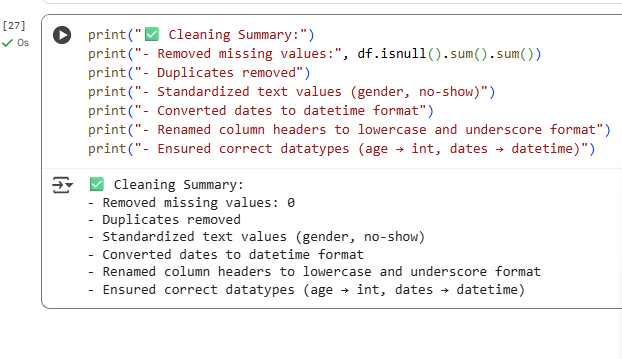 [27]
0s
print("✅ Cleaning Summary:")
print("- Removed missing values:", df.isnull().sum().sum())
print("- Duplicates removed")
print("- Standardized text values (gender, no-show)")
print("- Converted dates to datetime format")
print("- Renamed column headers to lowercase and underscore format")
print("- Ensured correct datatypes (age → int, dates → datetime)")
✅ Cleaning Summary:
- Removed missing values: 0
- Duplicates removed
- Standardized text values (gender, no-show)
- Converted dates to datetime format
- Renamed column headers to lowercase and underscore format
- Ensured correct datatypes (age → int, dates → datetime)